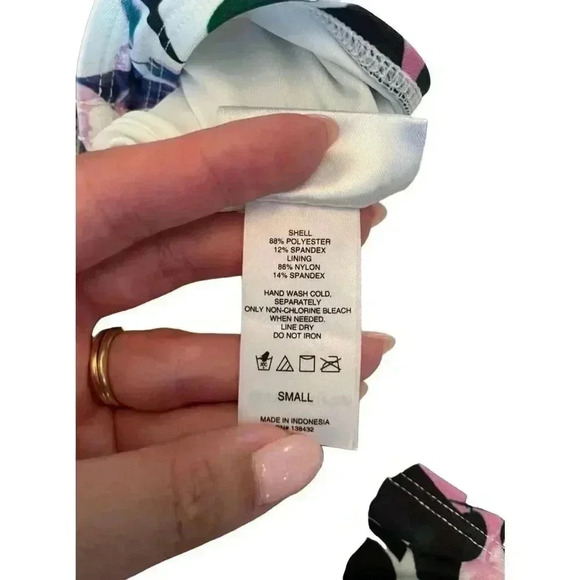 SHELL
88% POLYESTER
12% SPANDEX
LINING
86% NYLON
14% SPANDEX
HAND WASH COLD,
SEPARATELY
ONLY NON-CHLORINE BLEACH
WHEN NEEDED.
LINE DRY
DO NOT IRON
SMALL
MADE IN INDONESIA
138432